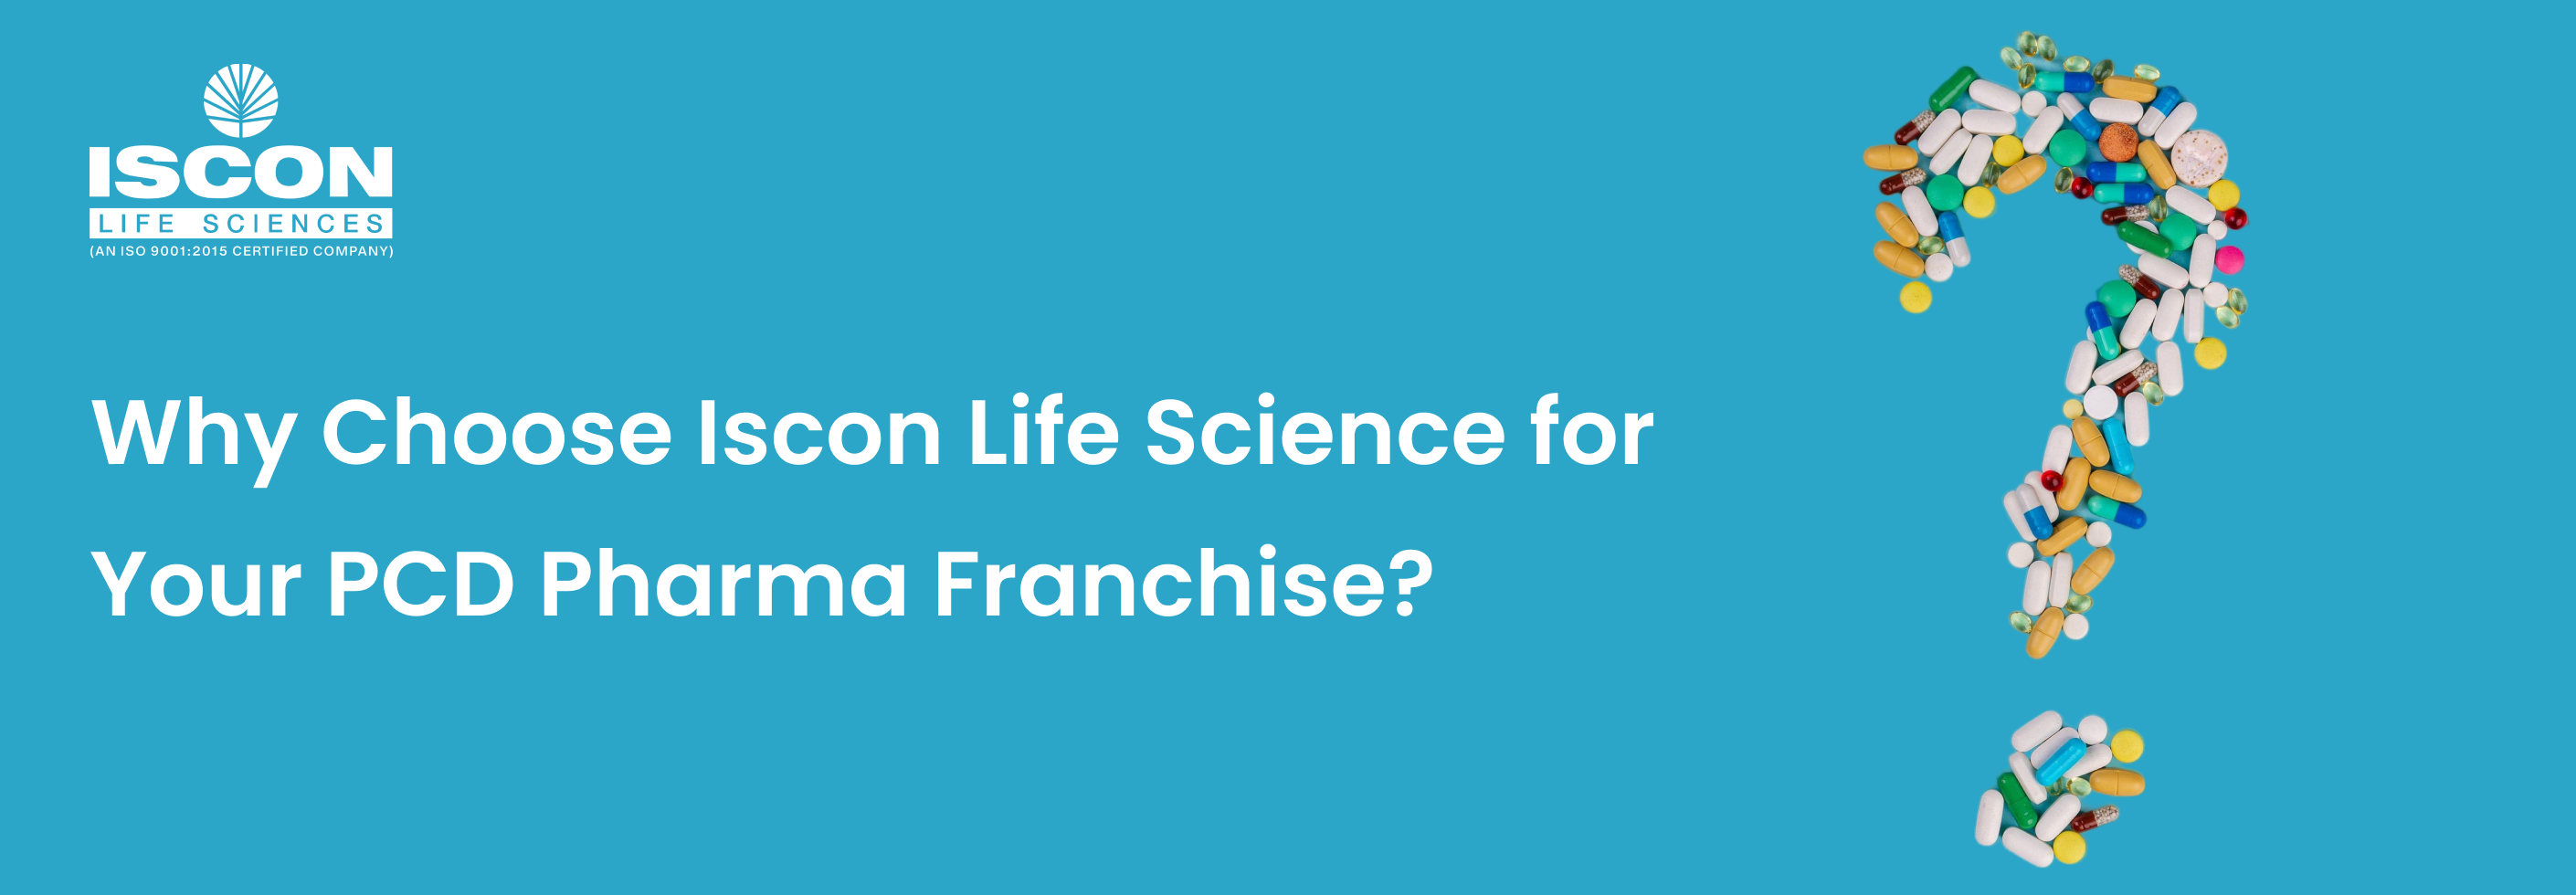 ISCON
LIFE SCIENCES
(AN ISO 9001:2015 CERTIFIED COMPANY)
Why Choose Iscon Life Science for
Your PCD Pharma Franchise?